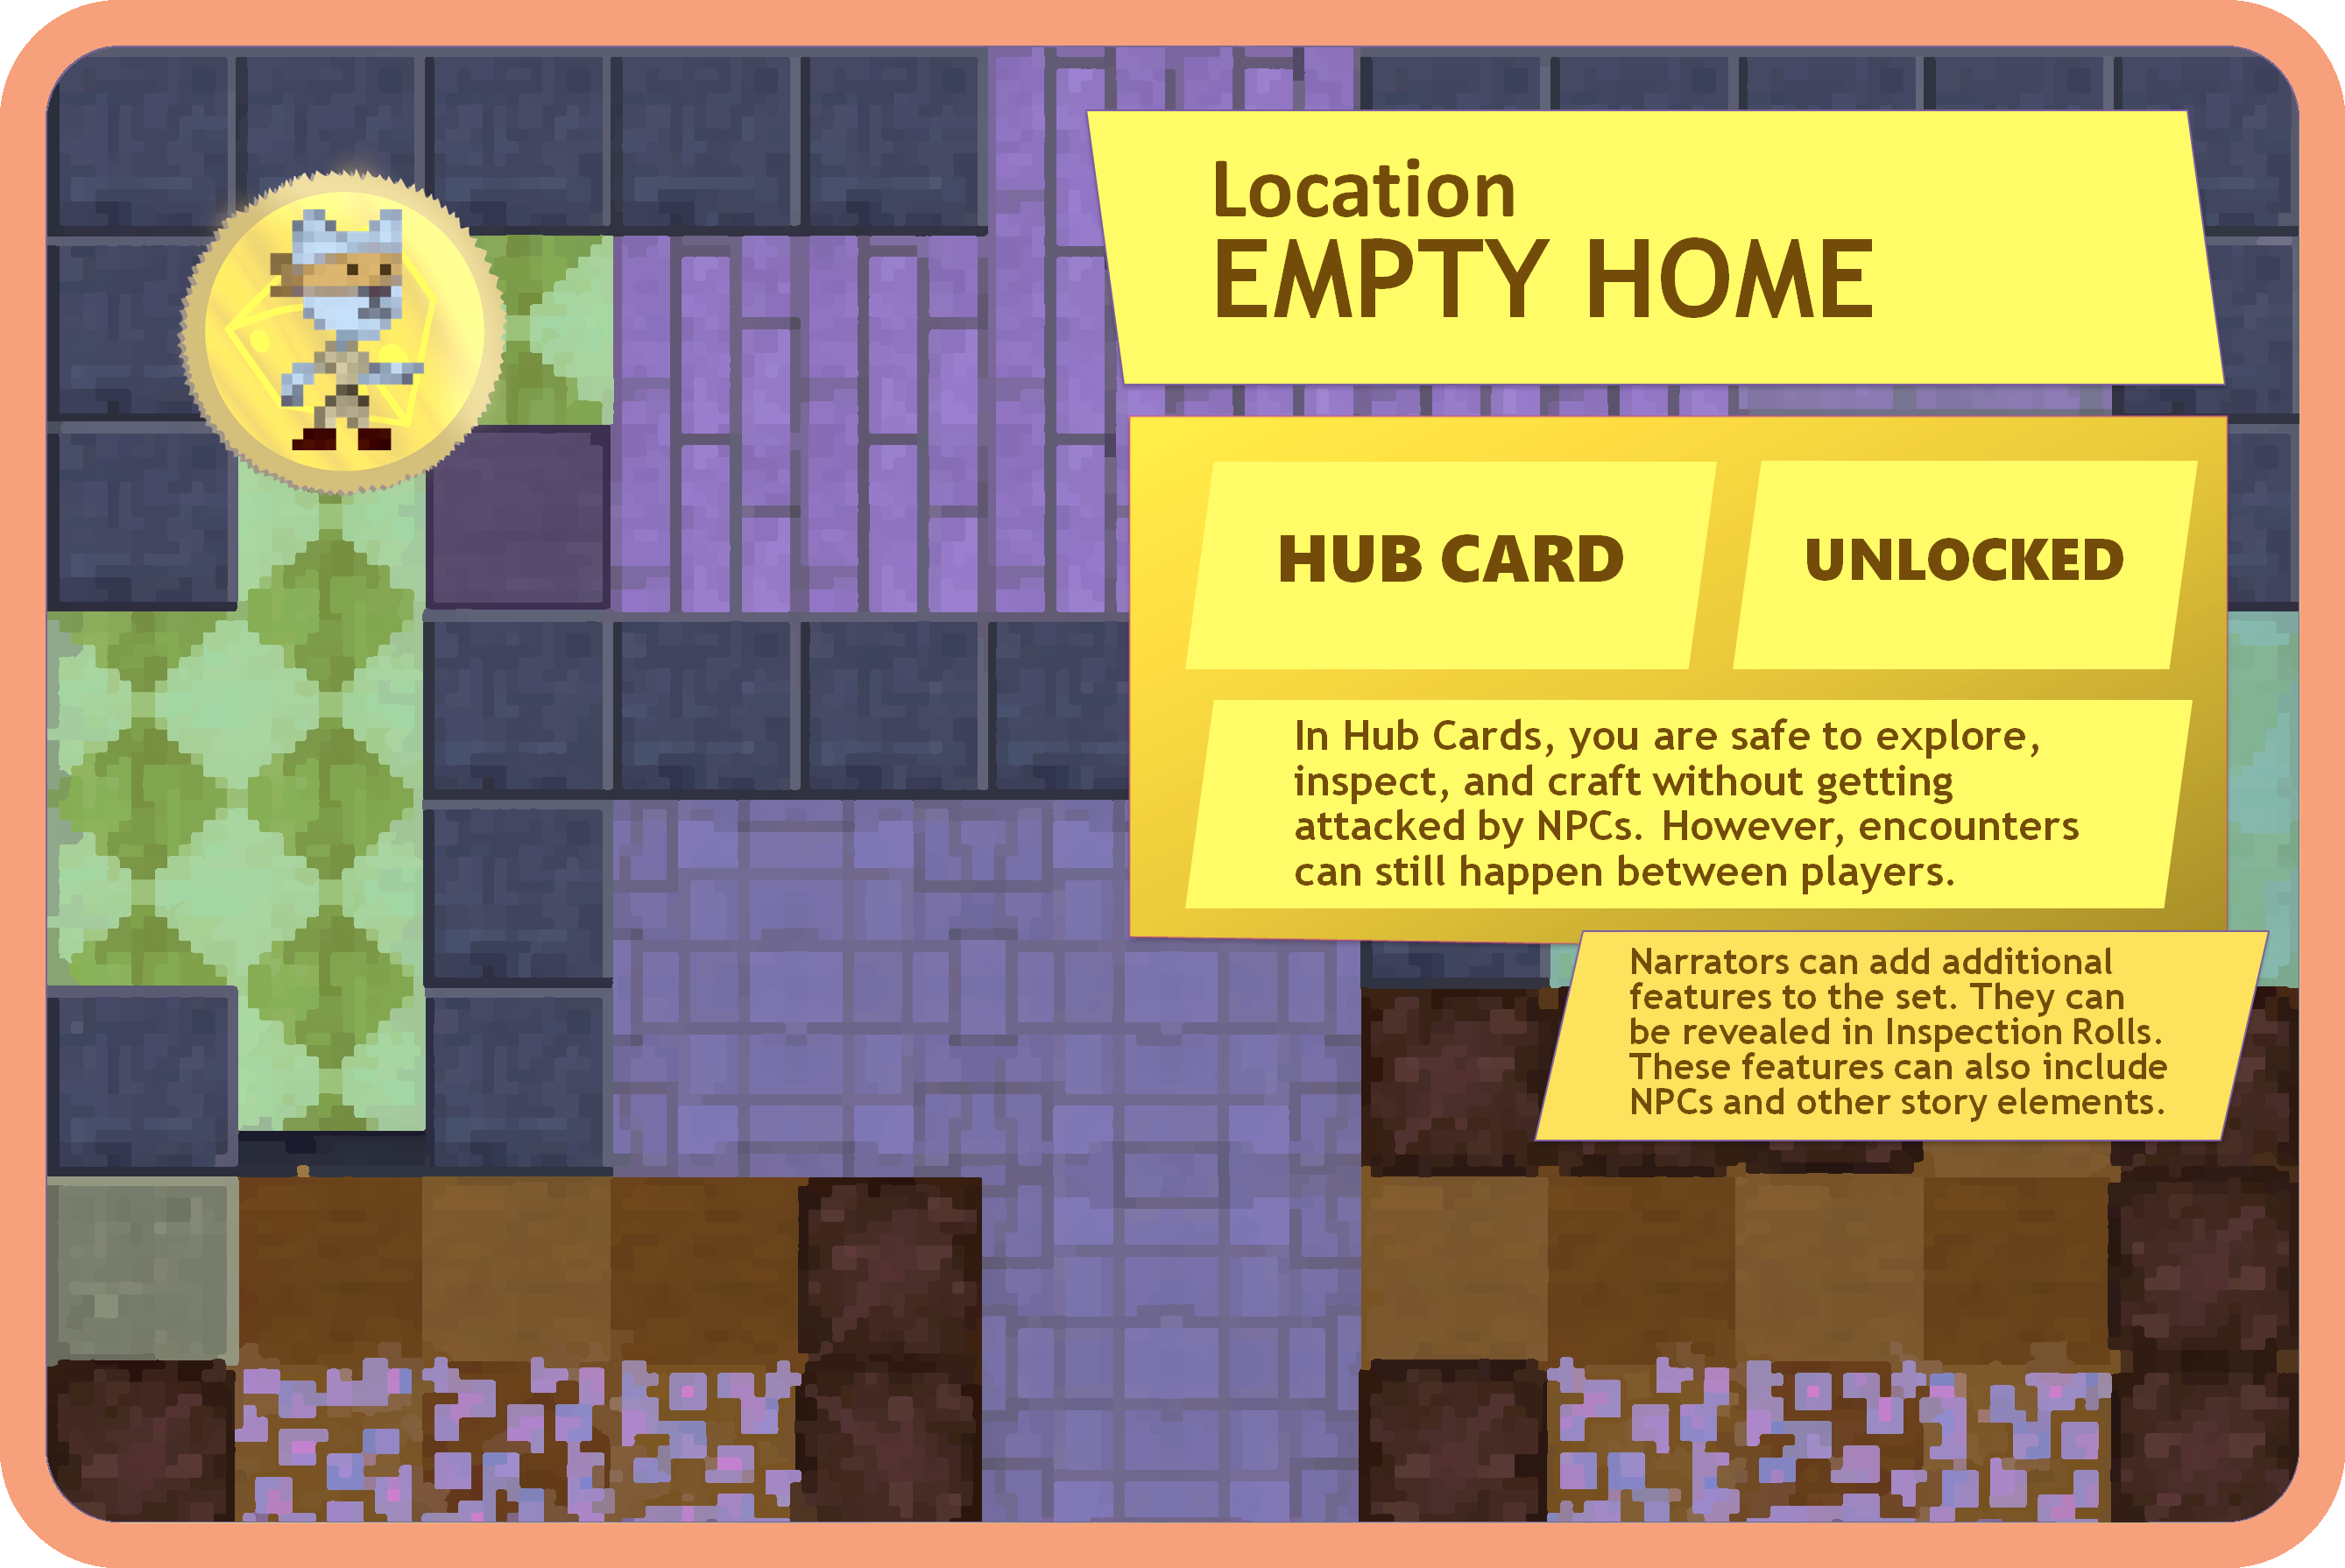 Location
EMPTY HOME
HUB CARD
UNLOCKED
In Hub Cards, you are safe to explore,
inspect, and craft without getting
attacked by NPCs. However, encounters
can still happen between players.
Narrators can add additional
features to the set. They can
be revealed in Inspection Rolls.
These features can also include
NPCs and other story elements.